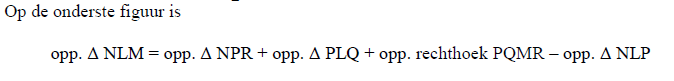 Op de onderste figuur is
opp. Δ NLM = opp. Δ NPR + opp. Δ PLQ + opp. rechthoek PQMR – opp. Δ NLP